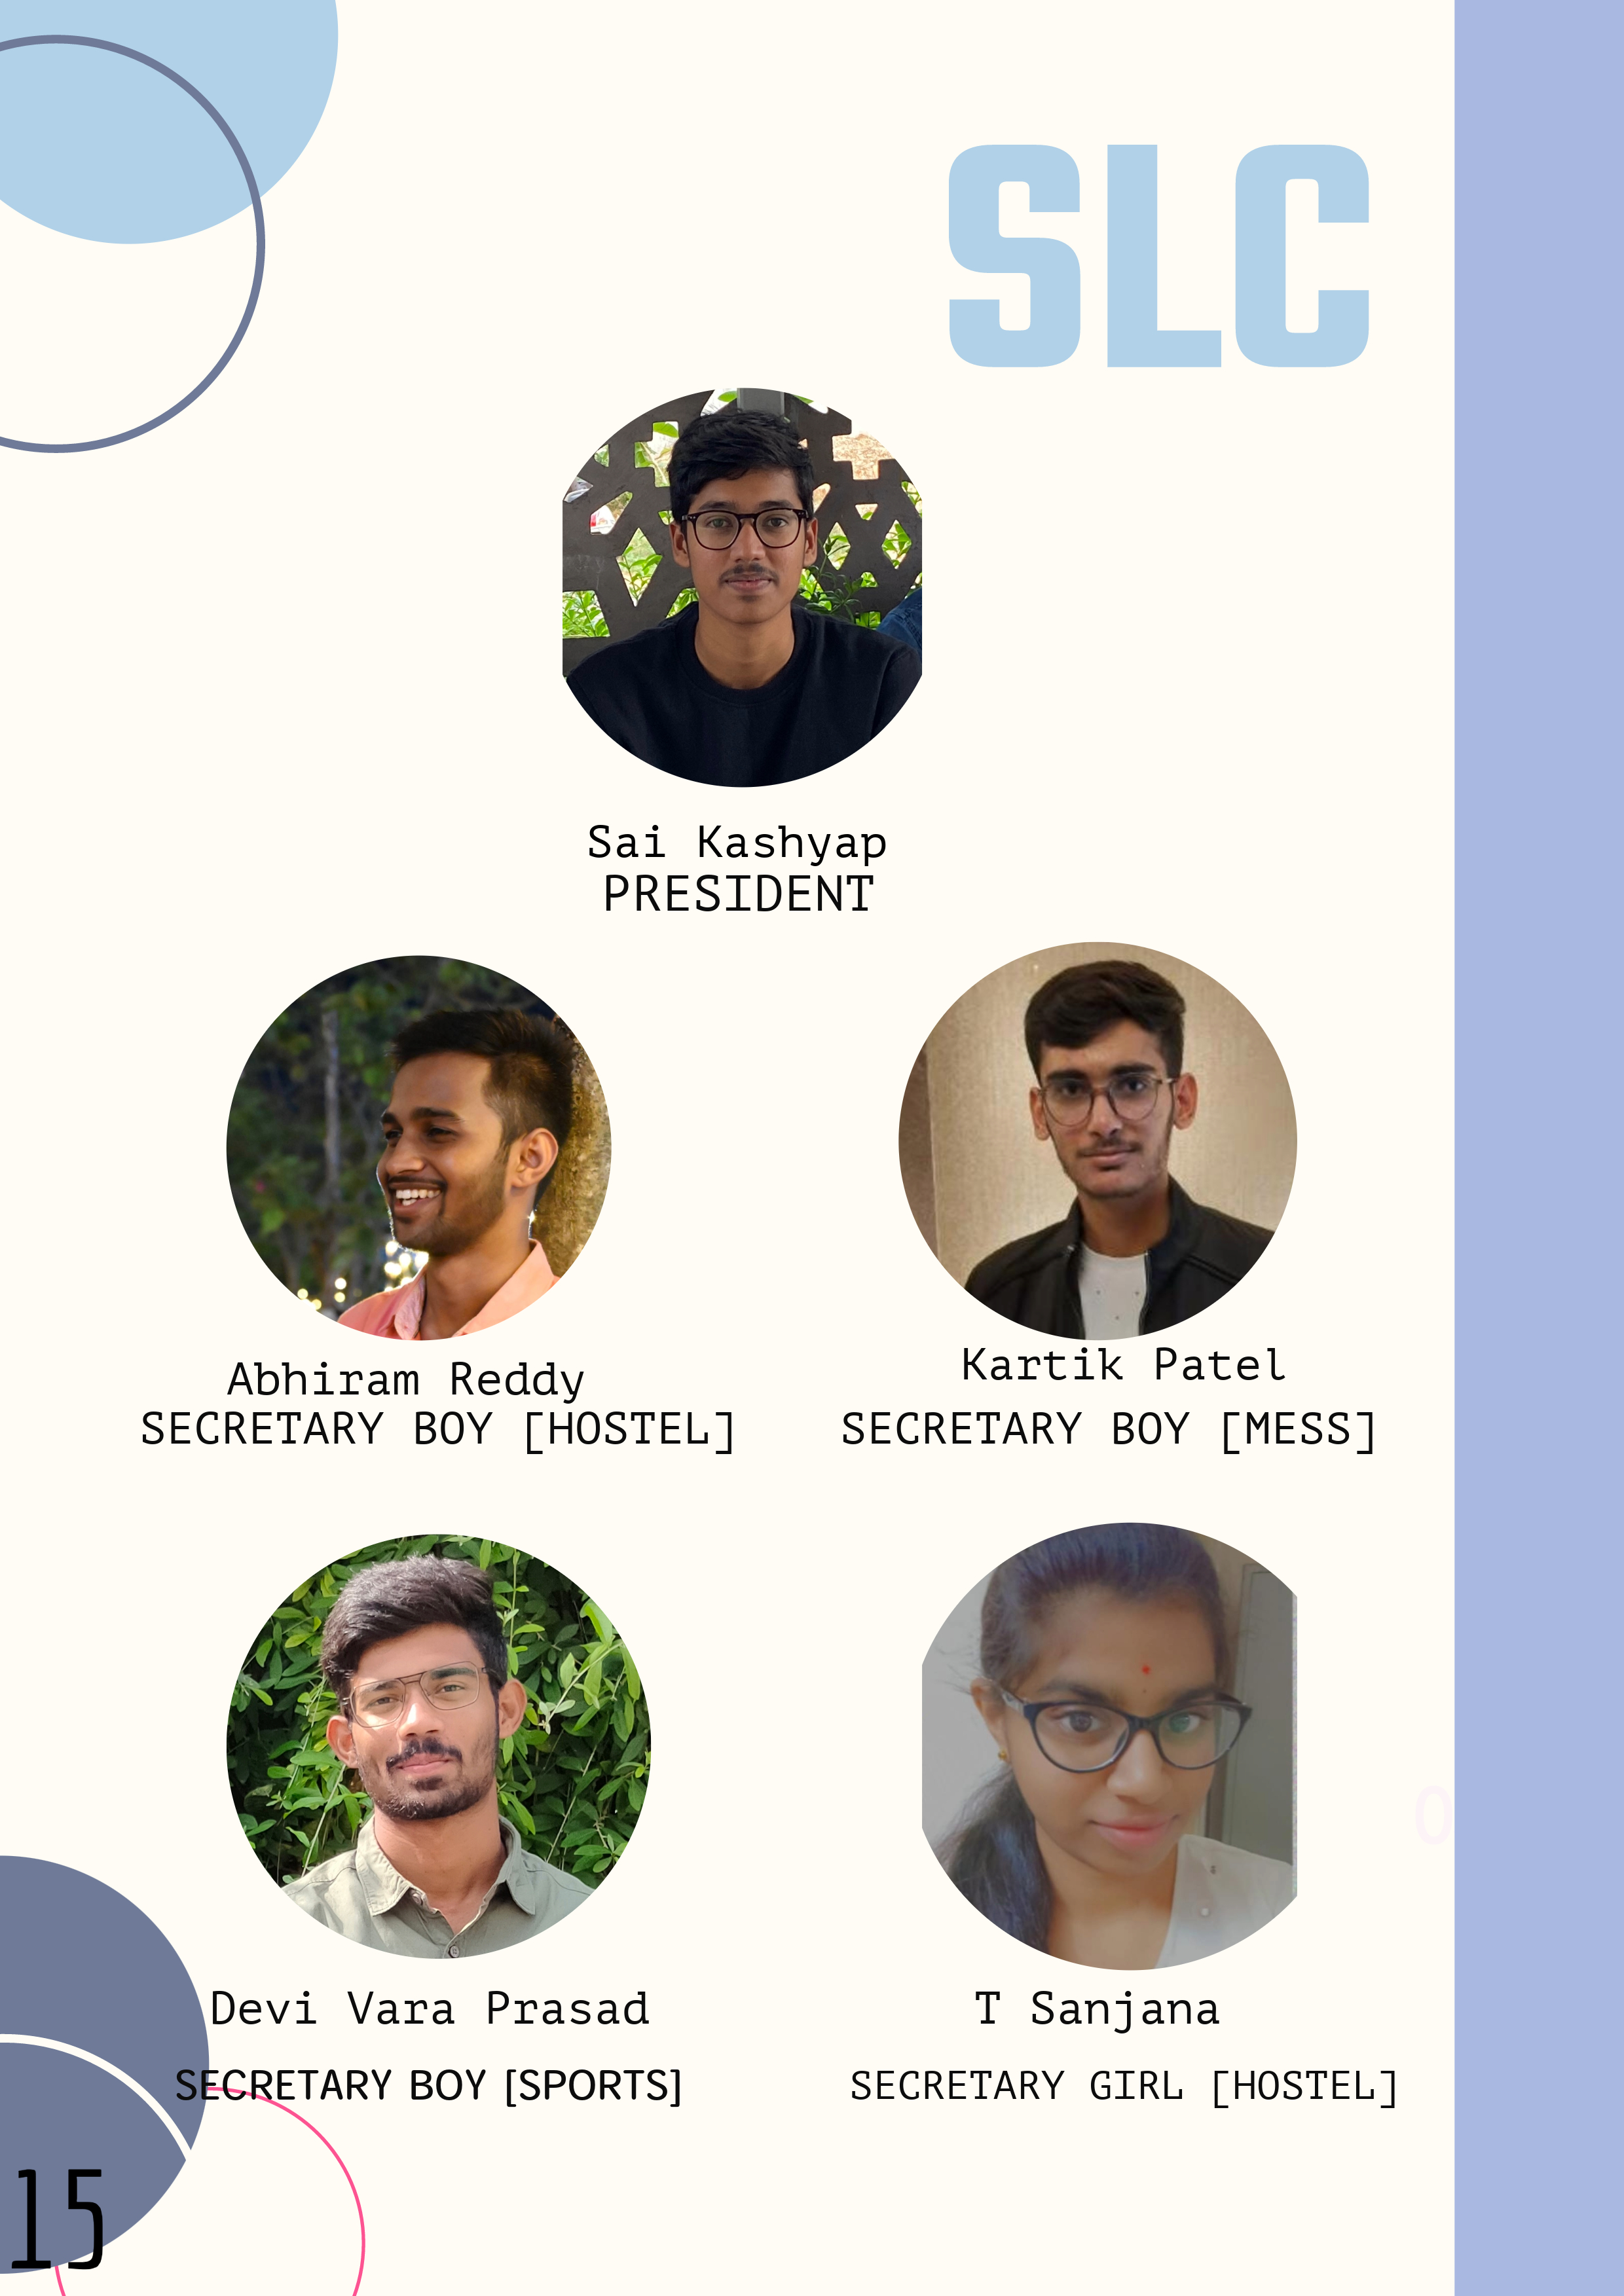 SLC
Sai Kashyap
PRESIDENT
Abhiram Reddy
SECRETARY BOY [HOSTEL]
Kartik Patel
SECRETARY BOY [MESS]
Devi Vara Prasad
SECRETARY BOY [SPORTS]
T Sanjana
SECRETARY GIRL [HOSTEL]
0
15